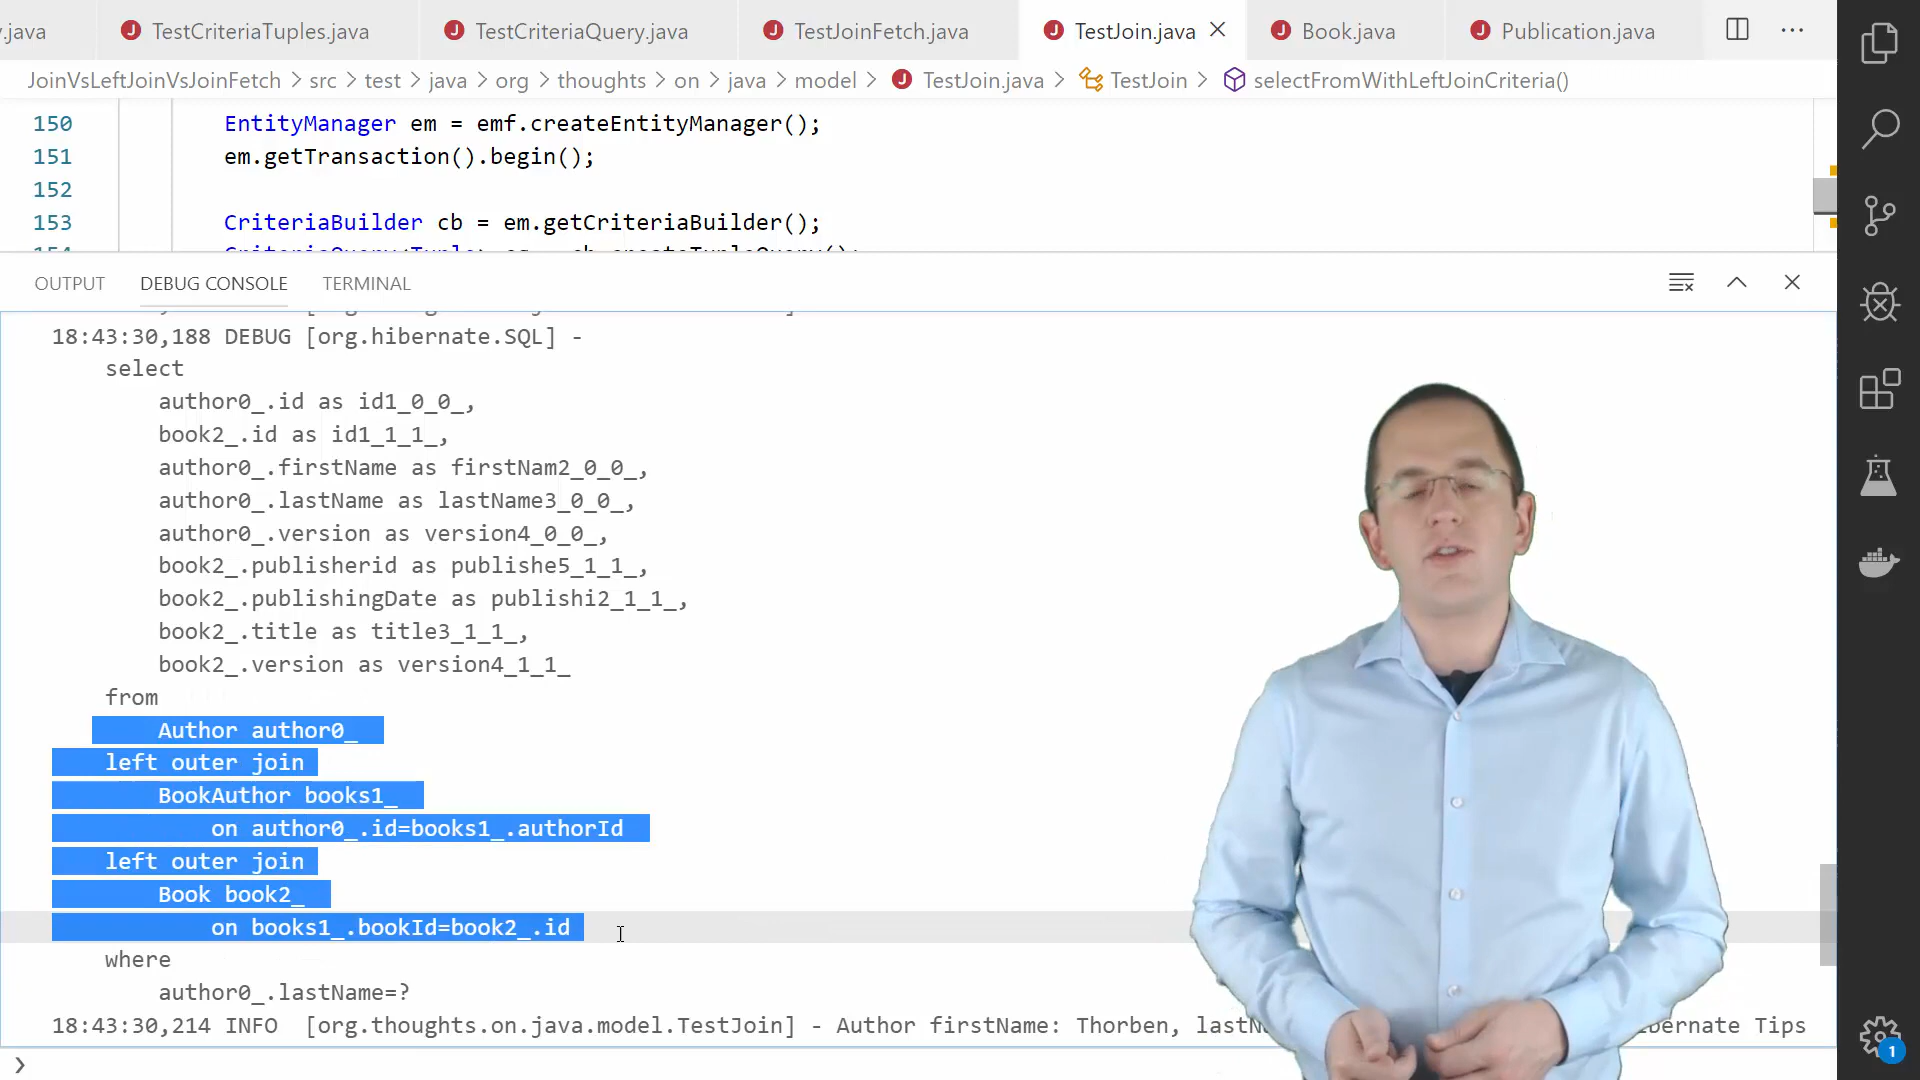 .java TestCriteriaTuples.java TestCriteriaQuery.java TestJoinFetch.java TestJoin.java Book.java Publication.java
JoinVsLeftJoinVsJoinFetch > src > test > java > org > thoughts > on > java > model > TestJoin.java > TestJoin > selectFromWithLeftJoinCriteria()
150 EntityManager em = emf.createEntityManager();
151 em.getTransaction().begin();
152
153 CriteriaBuilder cb = em.getCriteriaBuilder();
OUTPUT DEBUG CONSOLE TERMINAL
18:43:30,188 DEBUG [org.hibernate.SQL] -
select
author0_.id as id1_0_0_,
book2_.id as id1_1_1_,
author0_.firstName as firstNam2_0_0_,
author0_.lastName as lastName3_0_0_,
author0_.version as version4_0_0_,
book2_.publisherid as publishe5_1_1_,
book2_.publishingDate as publishi2_1_1_,
book2_.title as title3_1_1_,
book2_.version as version4_1_1_
from
Author author0_
left outer join
BookAuthor books1_
on author0_.id=books1_.authorId
left outer join
Book book2_
on books1_.bookId=book2_.id
where
author0_.lastName=?
18:43:30,214 INFO [org.thoughts.on.java.model.TestJoin] - Author firstName: Thorben, lastN ibernate Tips
1